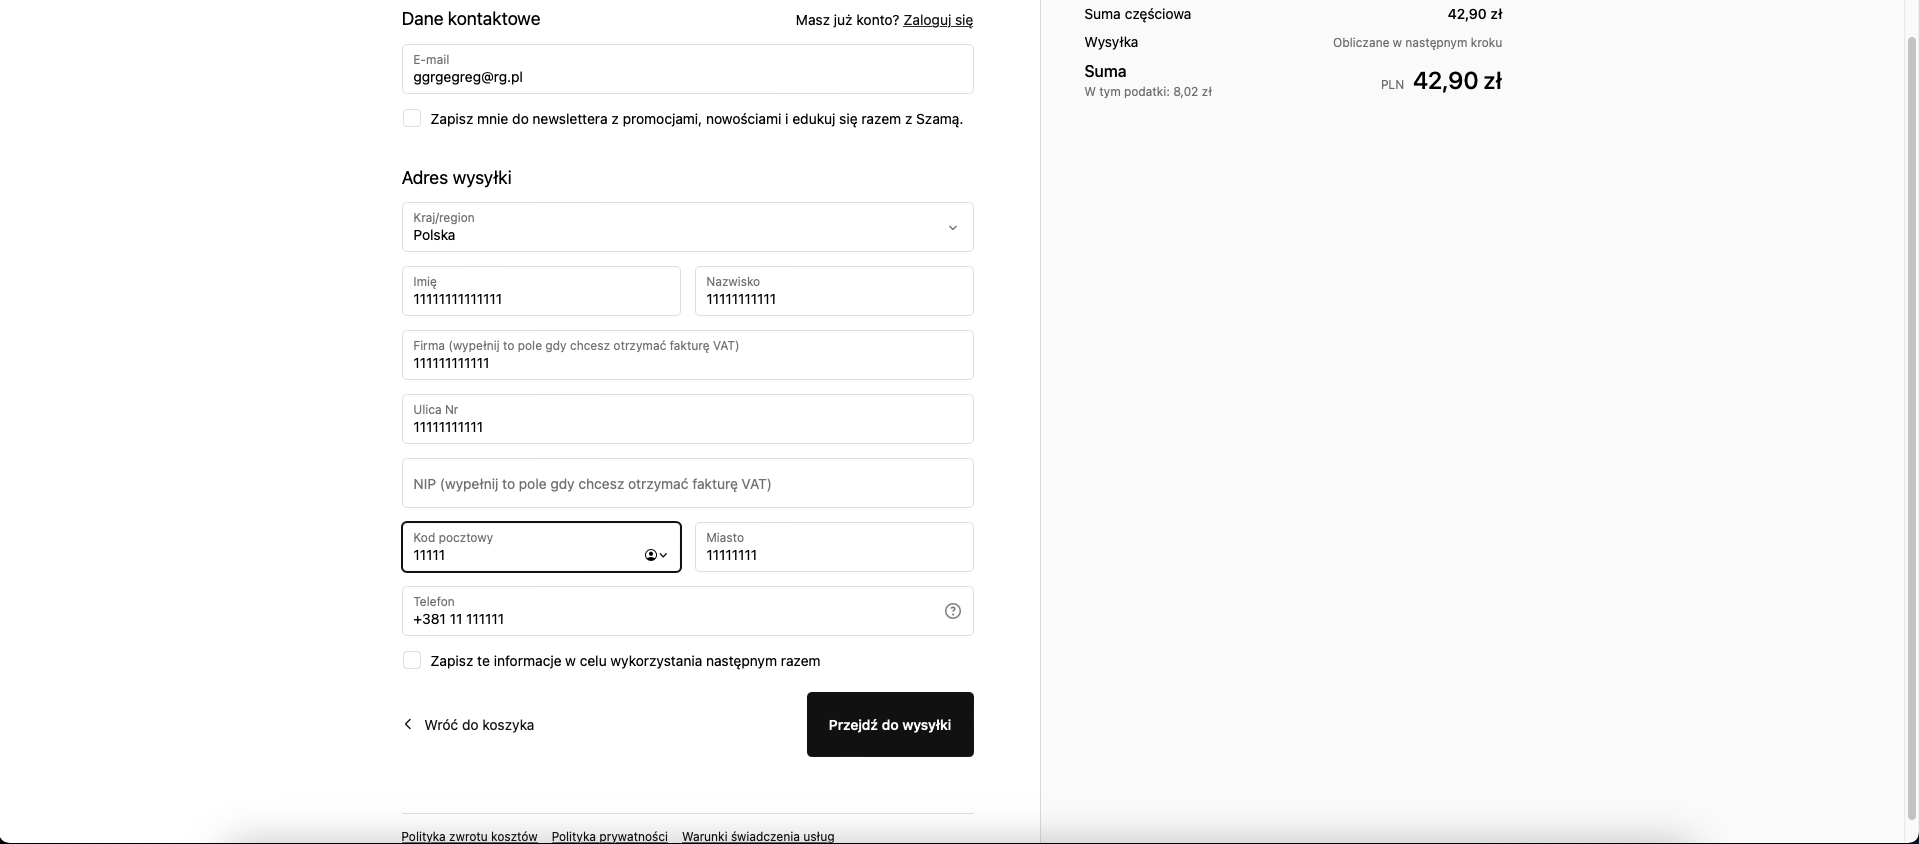 Dane kontaktowe
Masz już konto? Zaloguj się
E-mail
ggrgegreg@rg.pl
Zapisz mnie do newslettera z promocjami, nowościami i edukuj się razem z Szamą.
Adres wysyłki
Kraj/region
Polska
Imię
11111111111111
Nazwisko
11111111111
Firma (wypełnij to pole gdy chcesz otrzymać fakturę VAT)
111111111111
Ulica Nr
11111111111
NIP (wypełnij to pole gdy chcesz otrzymać fakturę VAT)
Kod pocztowy
11111
Miasto
11111111
Telefon
+381 11 111111
Zapisz te informacje w celu wykorzystania następnym razem
Wróć do koszyka
Przejdź do wysyłki
Polityka zwrotu kosztów Polityka prywatności Warunki świadczenia usług
Suma częściowa 42,90 zł
Wysyłka Obliczane w następnym kroku
Suma
W tym podatki: 8,02 zł
PLN 42,90 zł